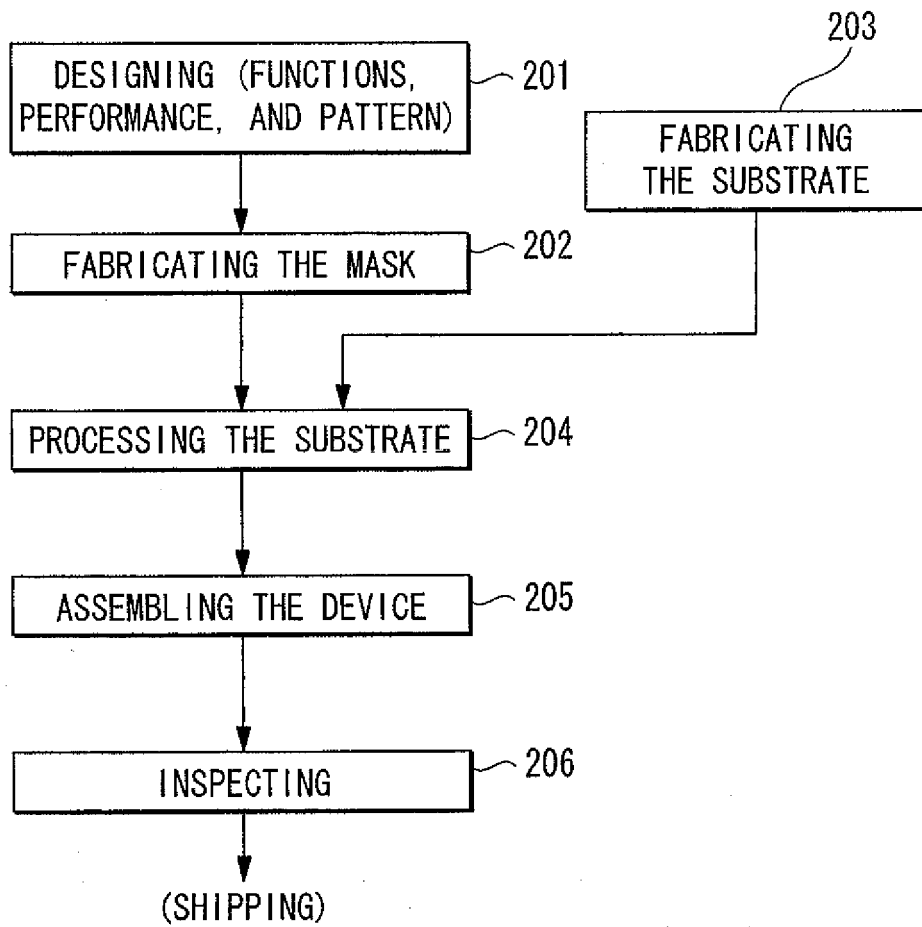 203
DESIGNING (FUNCTIONS,
PERFORMANCE, AND PATTERN)
201
FABRICATING
THE SUBSTRATE
FABRICATING THE MASK
202
PROCESSING THE SUBSTRATE
204
ASSEMBLING THE DEVICE
205
INSPECTING
206
(SHIPPING)